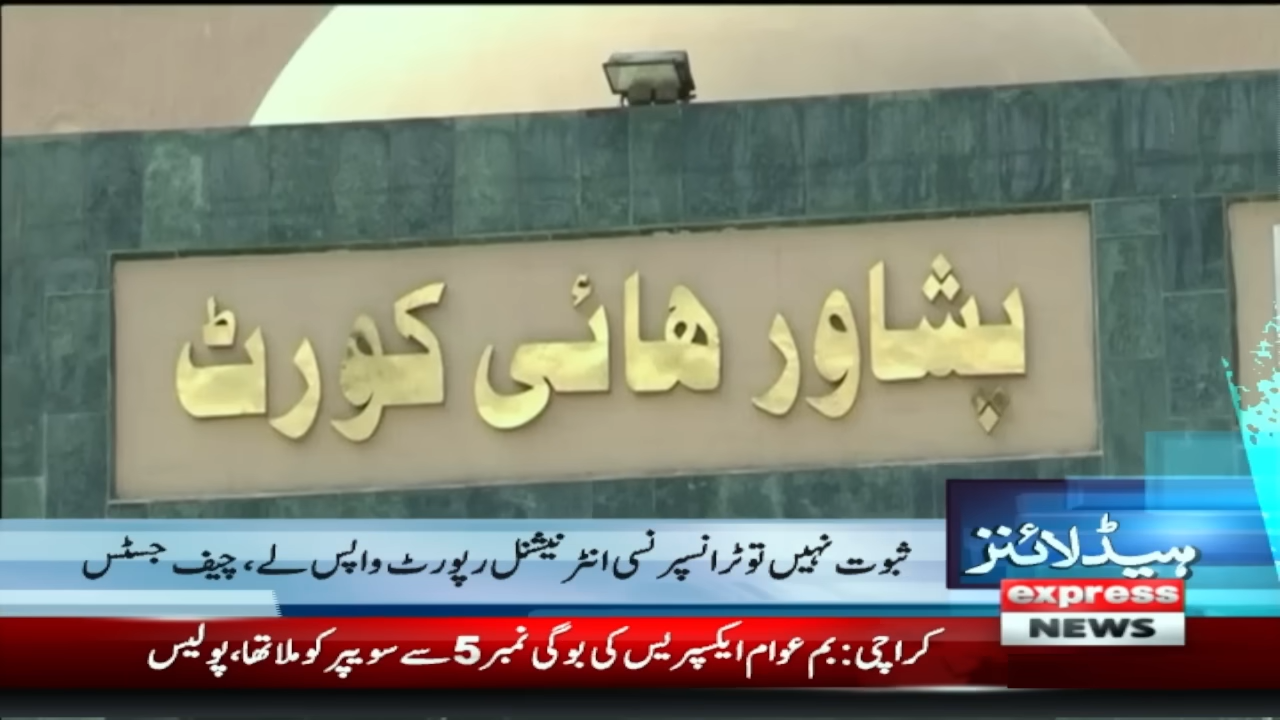 پشاور هائی کورٹ
ہیڈلائنز
ثبوت نہیں تو ٹرانسپرنسی انٹرنیشنل رپورٹ واپس لے، چیف جسٹس
express
NEWS
کراچی: بم عوام ایکسپریس کی بوگی نمبر 5 سے سویپر کو ملا تھا، پولیس